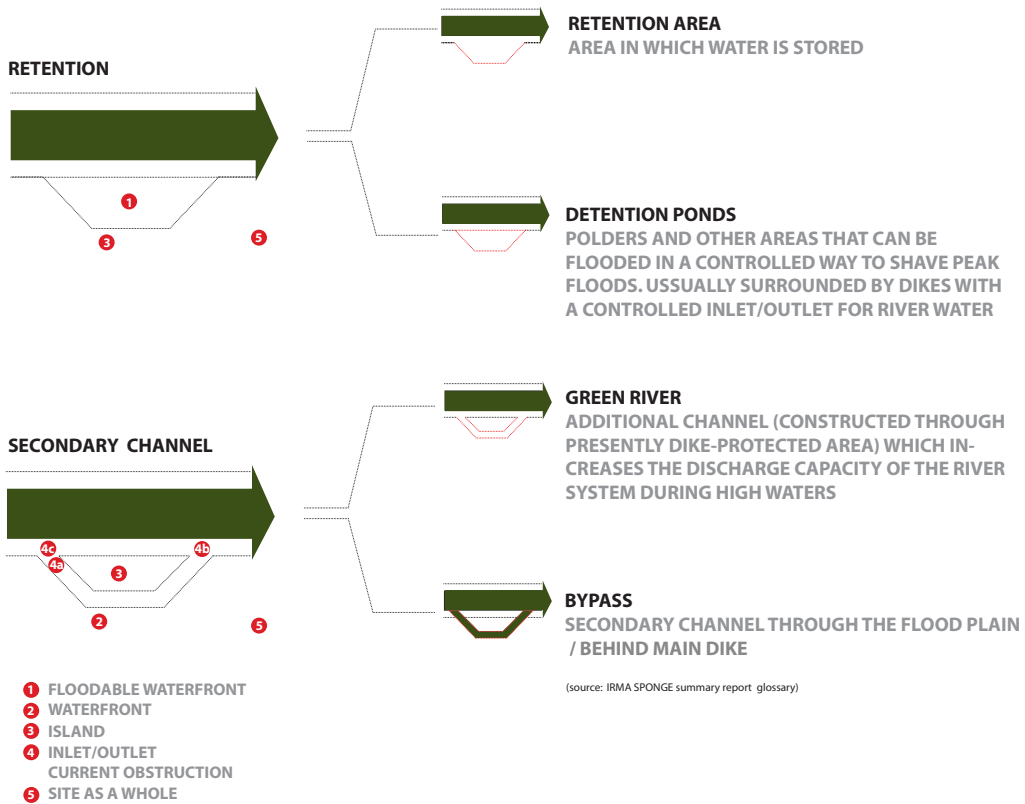 RETENTION
1
3
5
RETENTION AREA
AREA IN WHICH WATER IS STORED
DETENTION PONDS
POLDERS AND OTHER AREAS THAT CAN BE
FLOODED IN A CONTROLLED WAY TO SHAVE PEAK
FLOODS. USSUALLY SURROUNDED BY DIKES WITH
A CONTROLLED INLET/OUTLET FOR RIVER WATER
SECONDARY CHANNEL
4c
4a
4b
3
2
5
GREEN RIVER
ADDITIONAL CHANNEL (CONSTRUCTED THROUGH
PRESENTLY DIKE-PROTECTED AREA) WHICH IN-
CREASES THE DISCHARGE CAPACITY OF THE RIVER
SYSTEM DURING HIGH WATERS
BYPASS
SECONDARY CHANNEL THROUGH THE FLOOD PLAIN
/ BEHIND MAIN DIKE
(source: IRMA SPONGE summary report glossary)
1 FLOODABLE WATERFRONT
2 WATERFRONT
3 ISLAND
4 INLET/OUTLET
CURRENT OBSTRUCTION
5 SITE AS A WHOLE